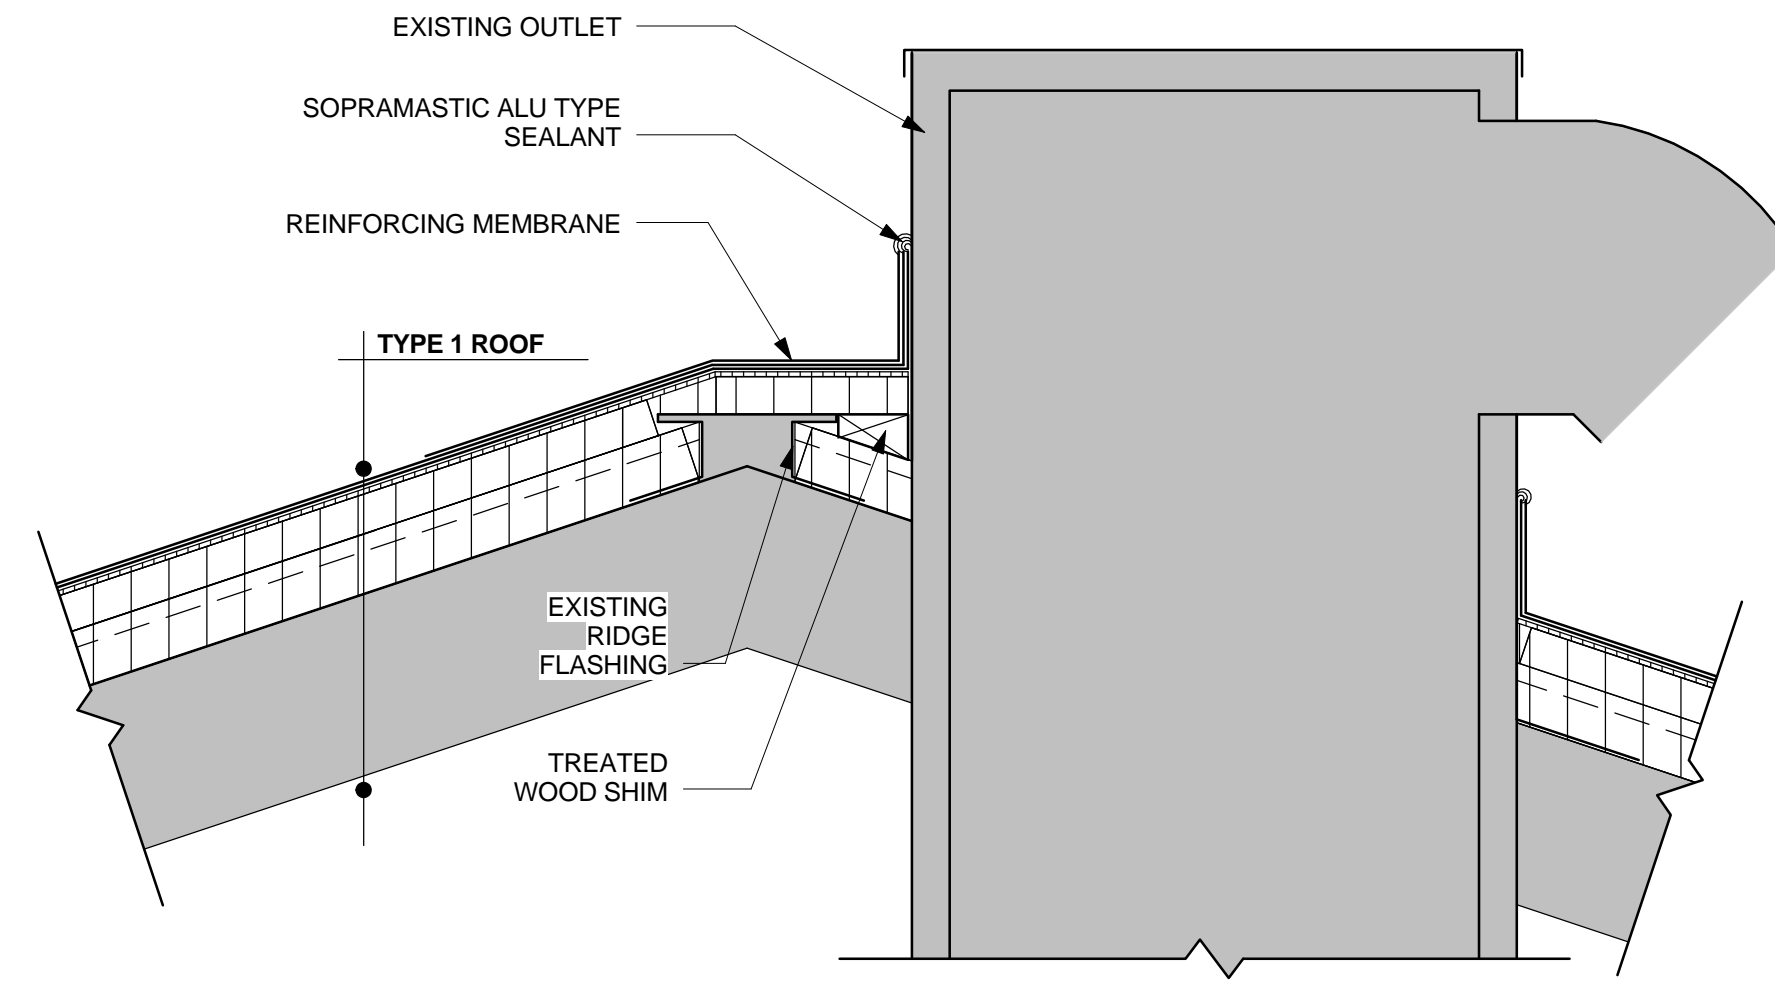 EXISTING OUTLET
SOPRAMASTIC ALU TYPE
SEALANT
REINFORCING MEMBRANE
TYPE 1 ROOF
EXISTING
RIDGE
FLASHING
TREATED
WOOD SHIM